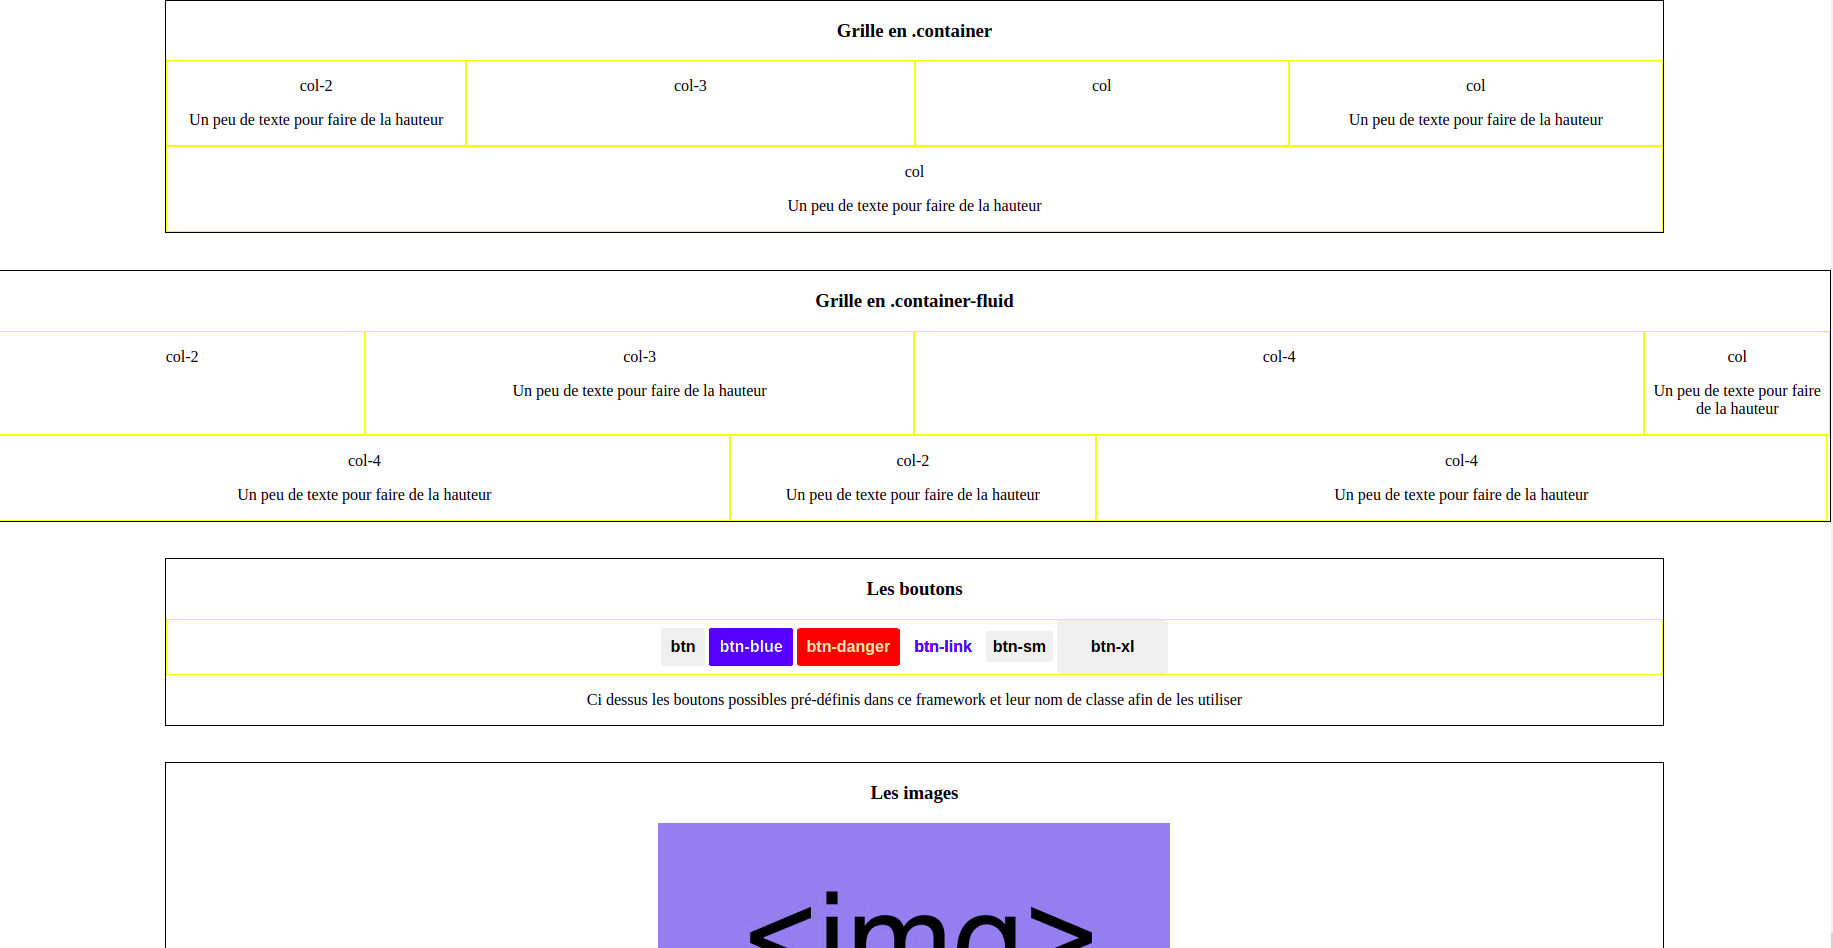 Grille en .container
col-2
col-3
col
col
Un peu de texte pour faire de la hauteur
Un peu de texte pour faire de la hauteur
col
Un peu de texte pour faire de la hauteur
Grille en .container-fluid
col-2
col-3
col-4
col
Un peu de texte pour faire de la hauteur
Un peu de texte pour faire
de la hauteur
col-4
col-2
col-4
Un peu de texte pour faire de la hauteur
Un peu de texte pour faire de la hauteur
Un peu de texte pour faire de la hauteur
Les boutons
btn
btn-blue
btn-danger
btn-link
btn-sm
btn-xl
Ci dessus les boutons possibles pré-définis dans ce framework et leur nom de classe afin de les utiliser
Les images
<img>